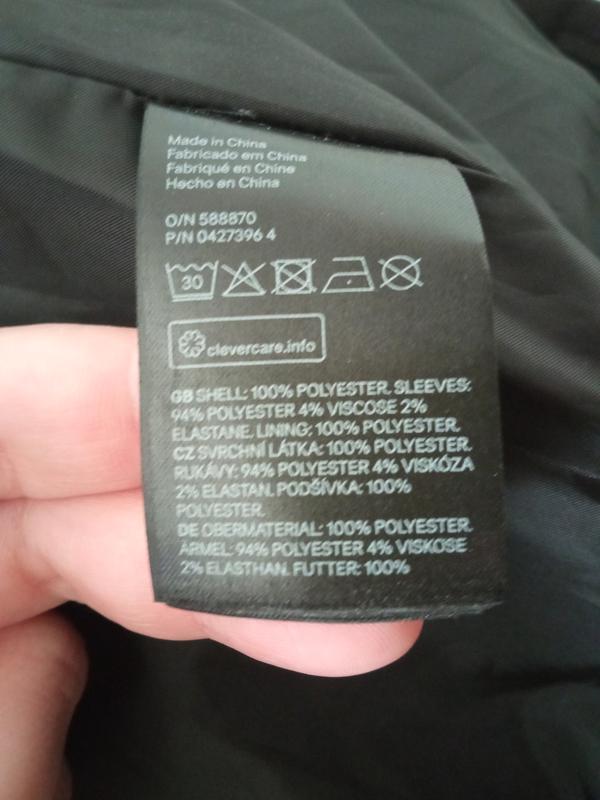 Made in China
Fabricado em China
Fabriqué en Chine
Hecho en China
O/N 588870
P/N 0427396 4
30
clevercare.info
GB SHELL: 100% POLYESTER. SLEEVES:
94% POLYESTER 4% VISCOSE 2%
ELASTANE. LINING: 100% POLYESTER.
CZ SVRCHNÍ LÁTKA: 100% POLYESTER.
RUKÁVY: 94% POLYESTER 4% VISKÓZA
2% ELASTAN. PODŠÍVKA: 100%
POLYESTER.
DE OBERMATERIAL: 100% POLYESTER.
ÄRMEL: 94% POLYESTER 4% VISKOSE
2% ELASTHAN. FUTTER: 100%